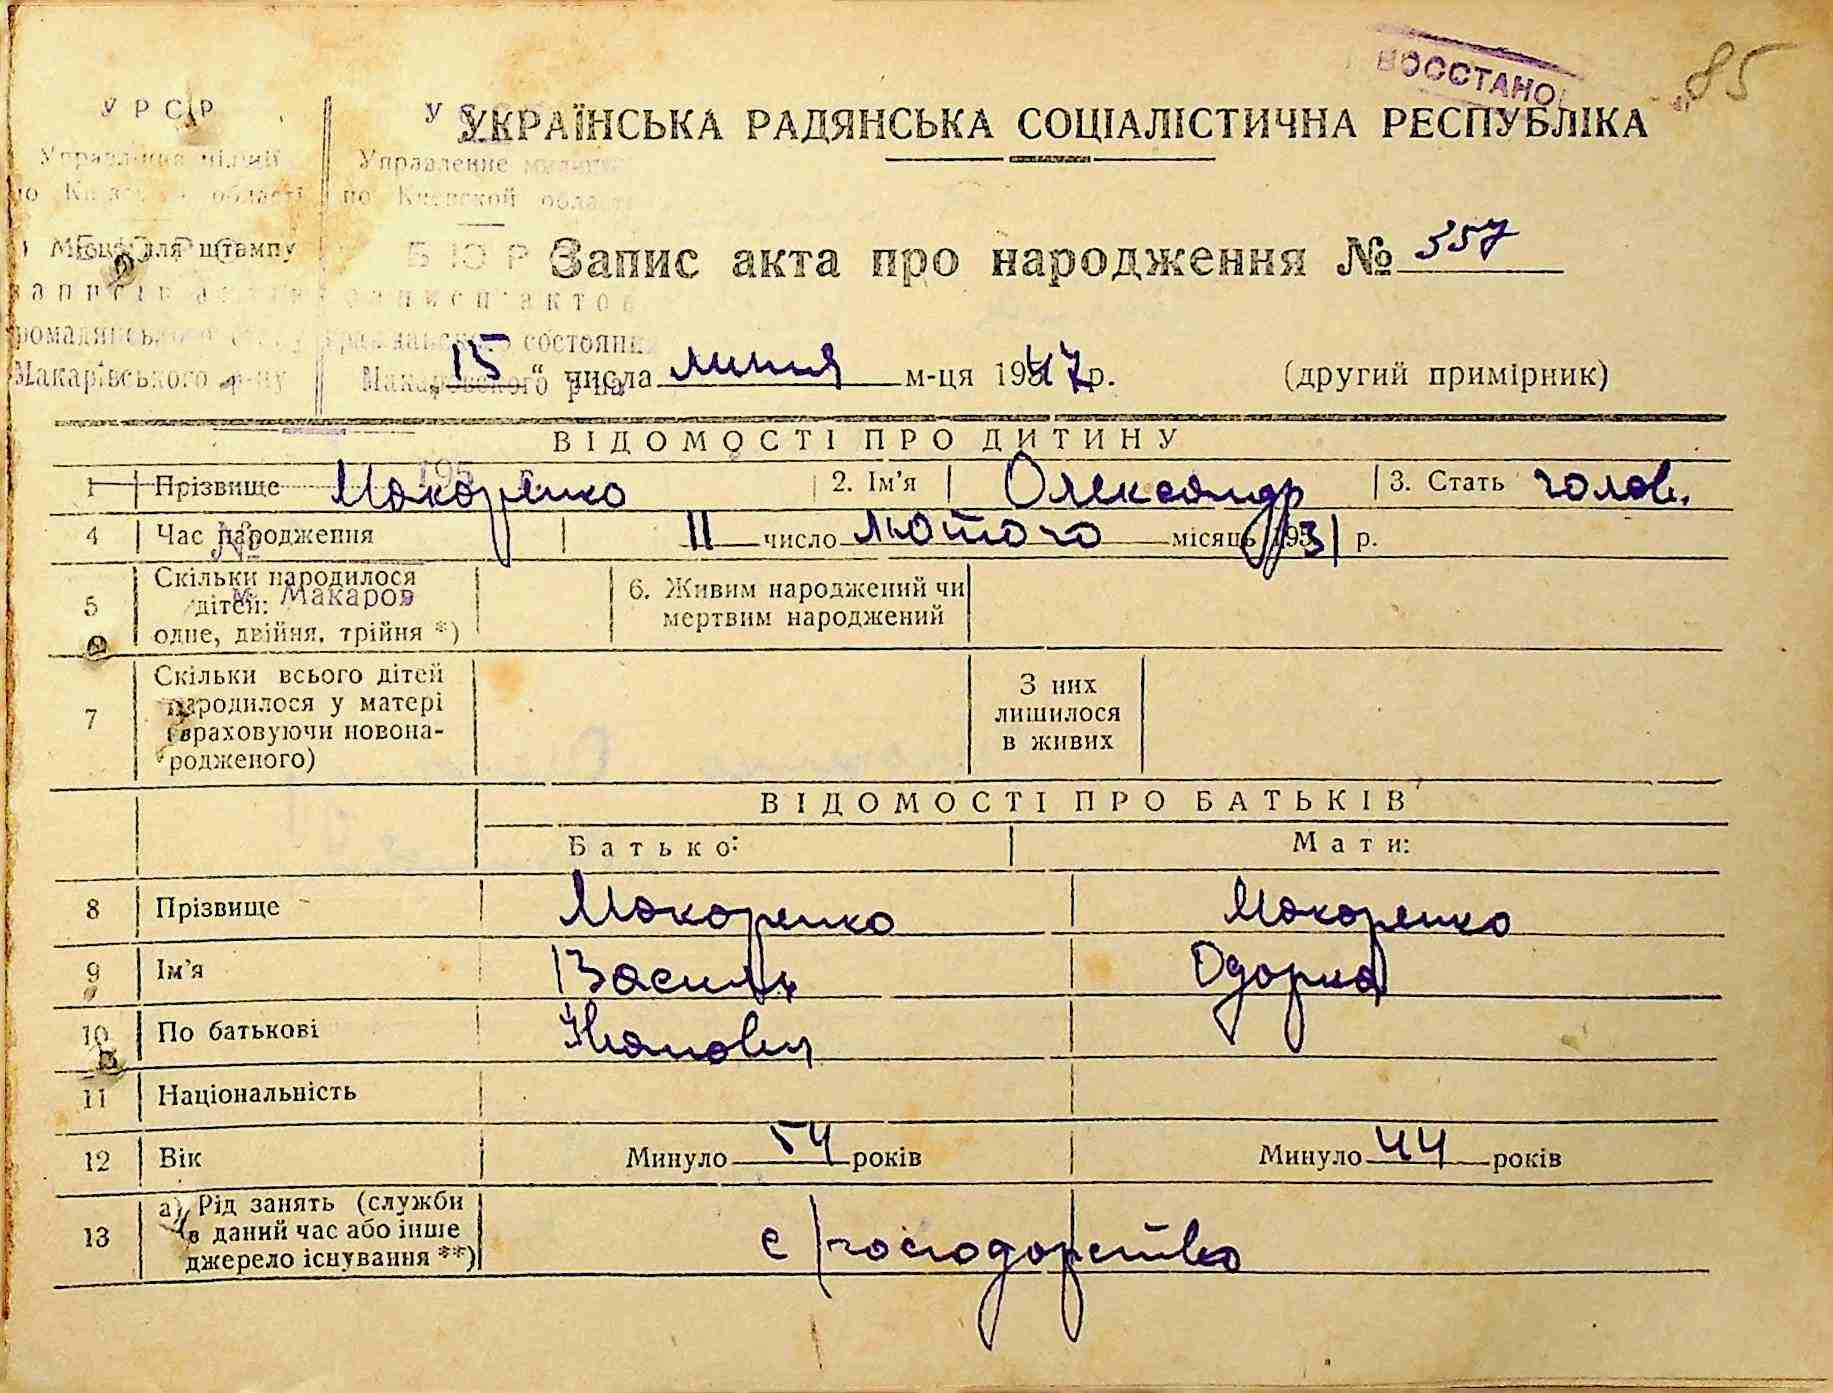 ВОССТАНО
85
УРСР
УКРАЇНСЬКА РАДЯНСЬКА СОЦІАЛІСТИЧНА РЕСПУБЛІКА
Управління міліції
Управление милиции
по Київській області
по Киевской области
Місце для штампу
БЮРО
Запис акта про народження № 357
записів актів
записи актов
громадянського стану
гражданского состояния
Макарівського р-ну
Макаровского р-на
„15“ числа липня м-ця 1947 р. (другий примірник)
ВІДОМОСТІ ПРО ДИТИНУ
195 г.
1 Прізвище Макаренко 2. Ім'я Олександр 3. Стать чолов.
4 Час народження 11 число лютого місяць 1931 р.
№
5 Скільки народилося дітей: одне, двійня, трійня *) 6. Живим народжений чи мертвим народжений
м. Макаров
7 Скільки всього дітей народилося у матері (враховуючи новонародженого) З них лишилося в живих
ВІДОМОСТІ ПРО БАТЬКІВ
Батько: Мати:
8 Прізвище Макаренко Макаренко
9 Ім'я Василь Одарка
10 По батькові Іванович
11 Національність
12 Вік Минуло 54 років Минуло 44 років
13 а) Рід занять (служби в даний час або інше джерело існування **) с/господарство